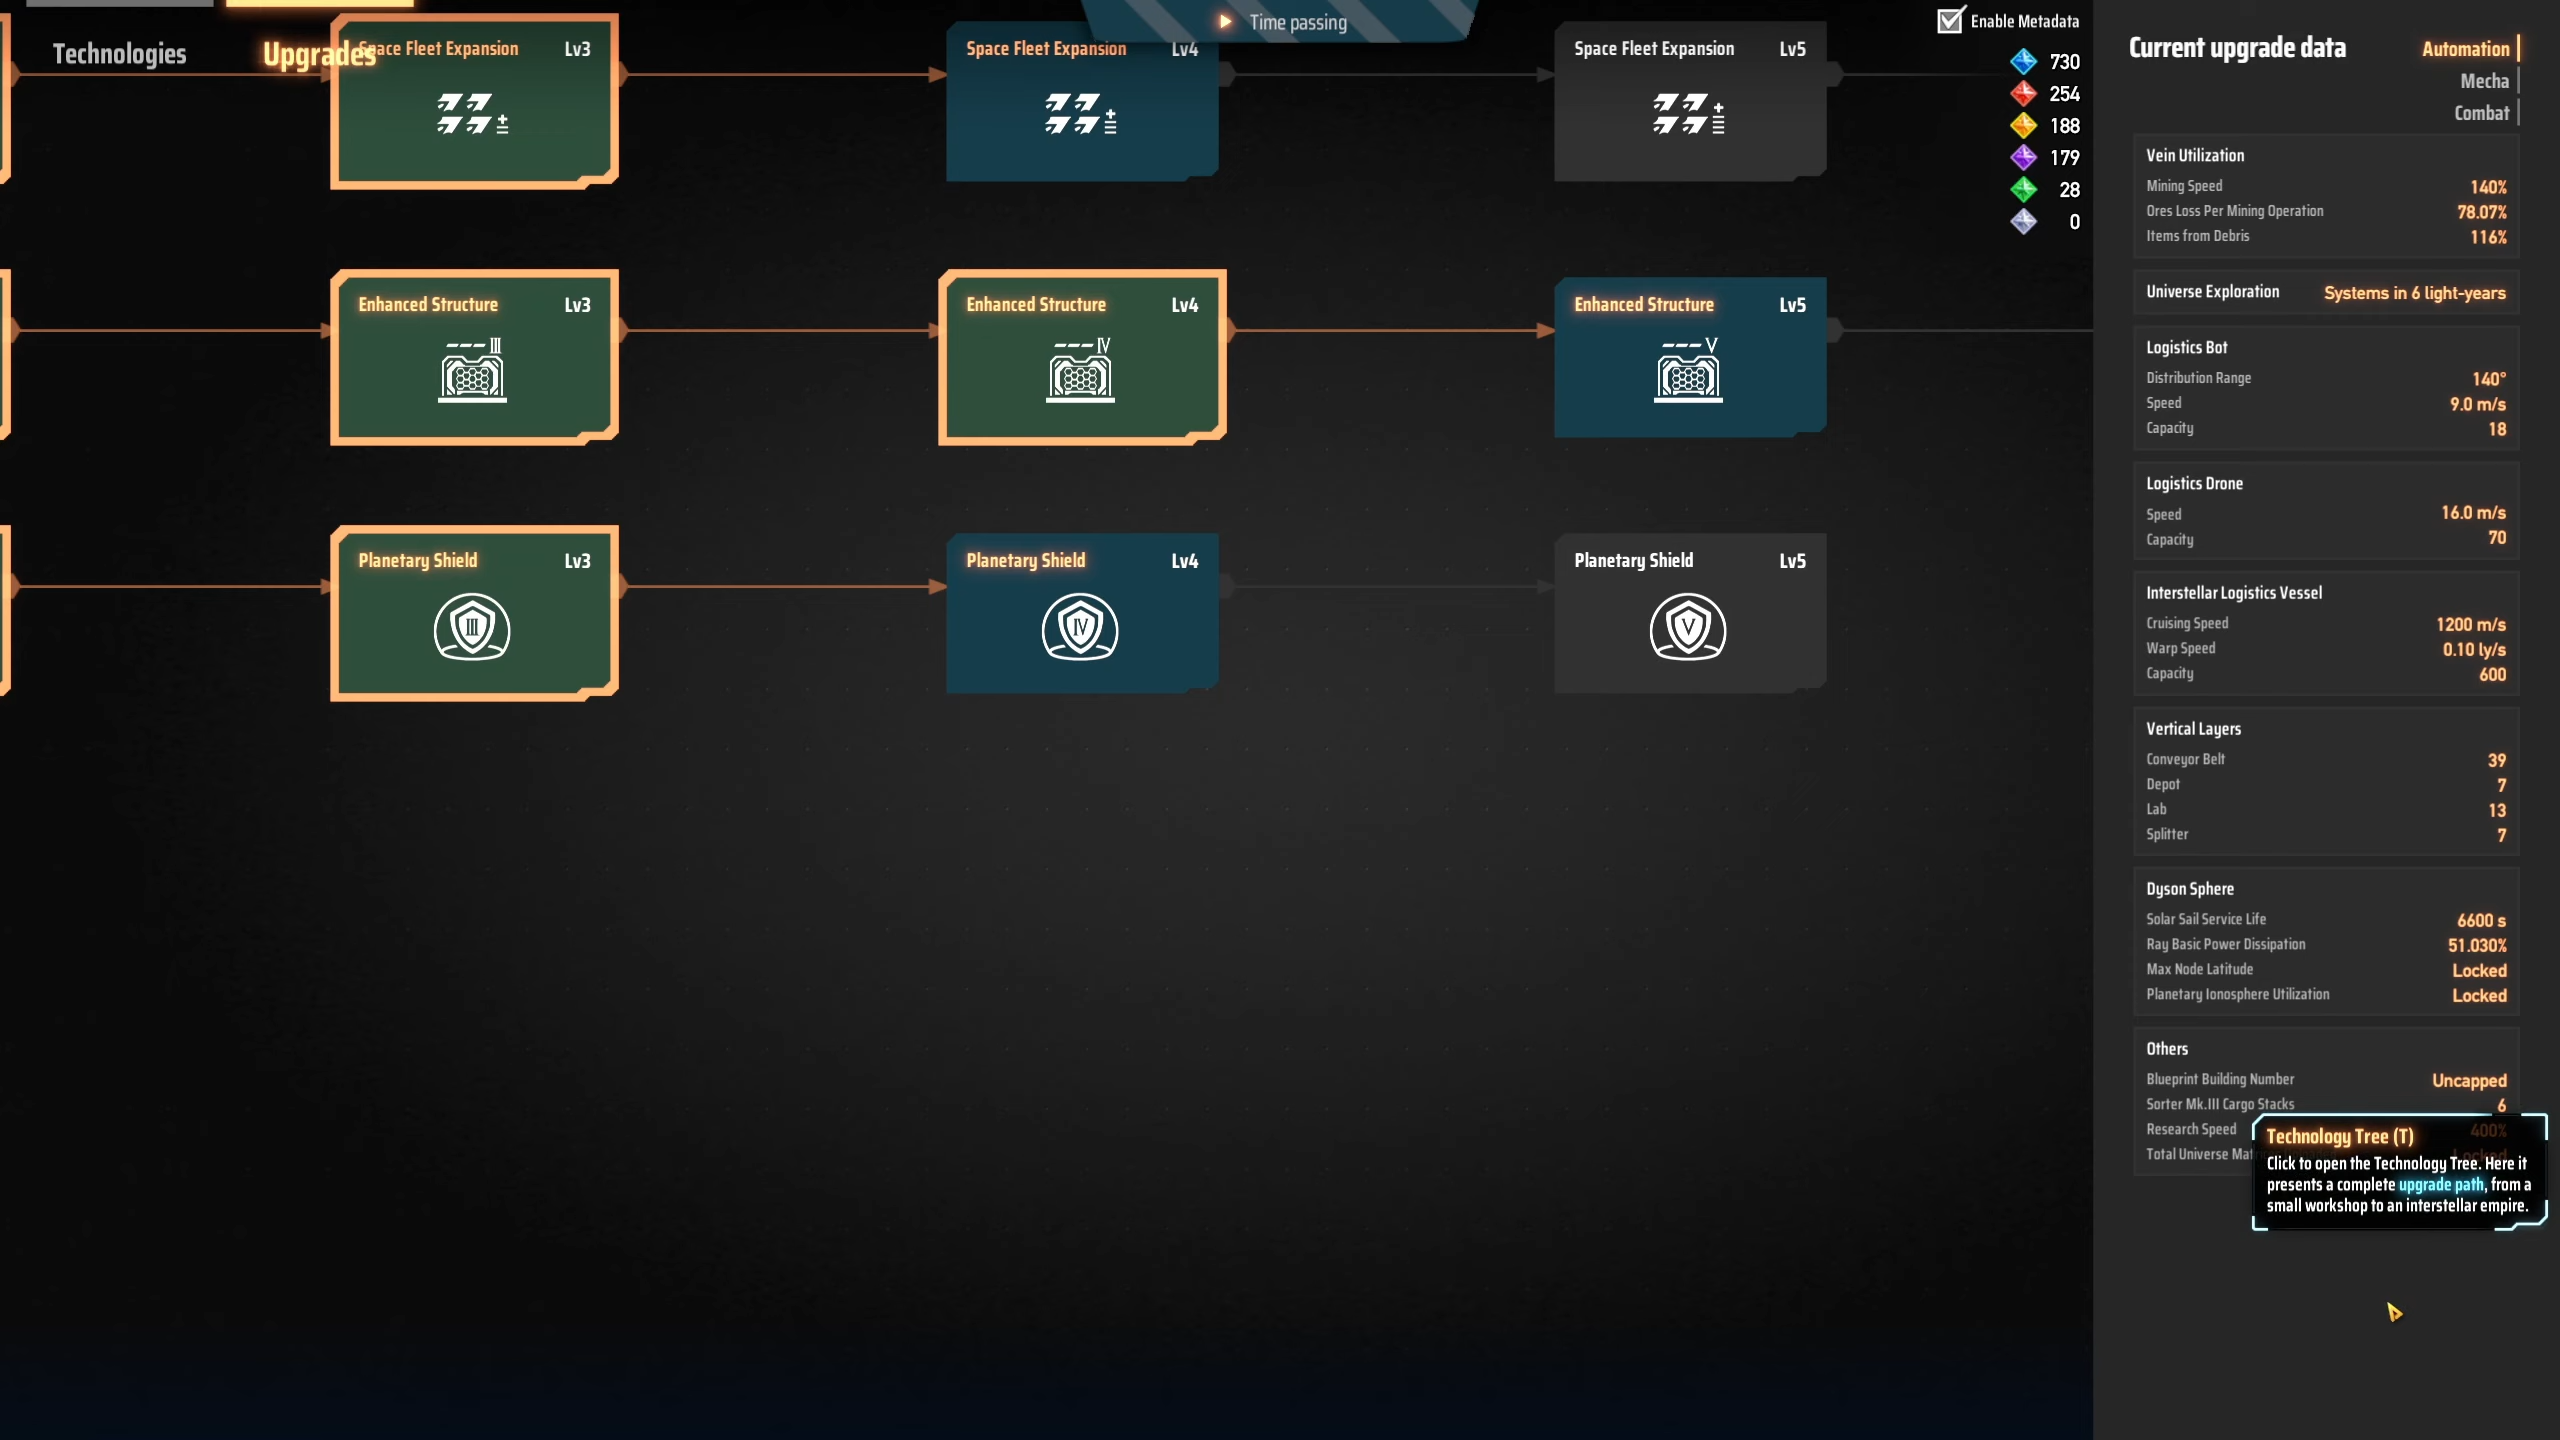 Technologies
Upgrades
Time passing
Enable Metadata
730
254
188
179
28
0
Space Fleet Expansion Lv3
Space Fleet Expansion Lv4
Space Fleet Expansion Lv5
Enhanced Structure Lv3
III
Enhanced Structure Lv4
IV
Enhanced Structure Lv5
V
Planetary Shield Lv3
III
Planetary Shield Lv4
IV
Planetary Shield Lv5
V
Current upgrade data
Automation
Mecha
Combat
Vein Utilization
Mining Speed 140%
Ores Loss Per Mining Operation 78.07%
Items from Debris 116%
Universe Exploration Systems in 6 light-years
Logistics Bot
Distribution Range 140°
Speed 9.0 m/s
Capacity 18
Logistics Drone
Speed 16.0 m/s
Capacity 70
Interstellar Logistics Vessel
Cruising Speed 1200 m/s
Warp Speed 0.10 ly/s
Capacity 600
Vertical Layers
Conveyor Belt 39
Depot 7
Lab 13
Splitter 7
Dyson Sphere
Solar Sail Service Life 6600 s
Ray Basic Power Dissipation 51.030%
Max Node Latitude Locked
Planetary Ionosphere Utilization Locked
Others
Blueprint Building Number Uncapped
Sorter Mk.III Cargo Stacks 6
Research Speed 400%
Total Universe
Technology Tree (T)
Click to open the Technology Tree. Here it
presents a complete upgrade path, from a
small workshop to an interstellar empire.